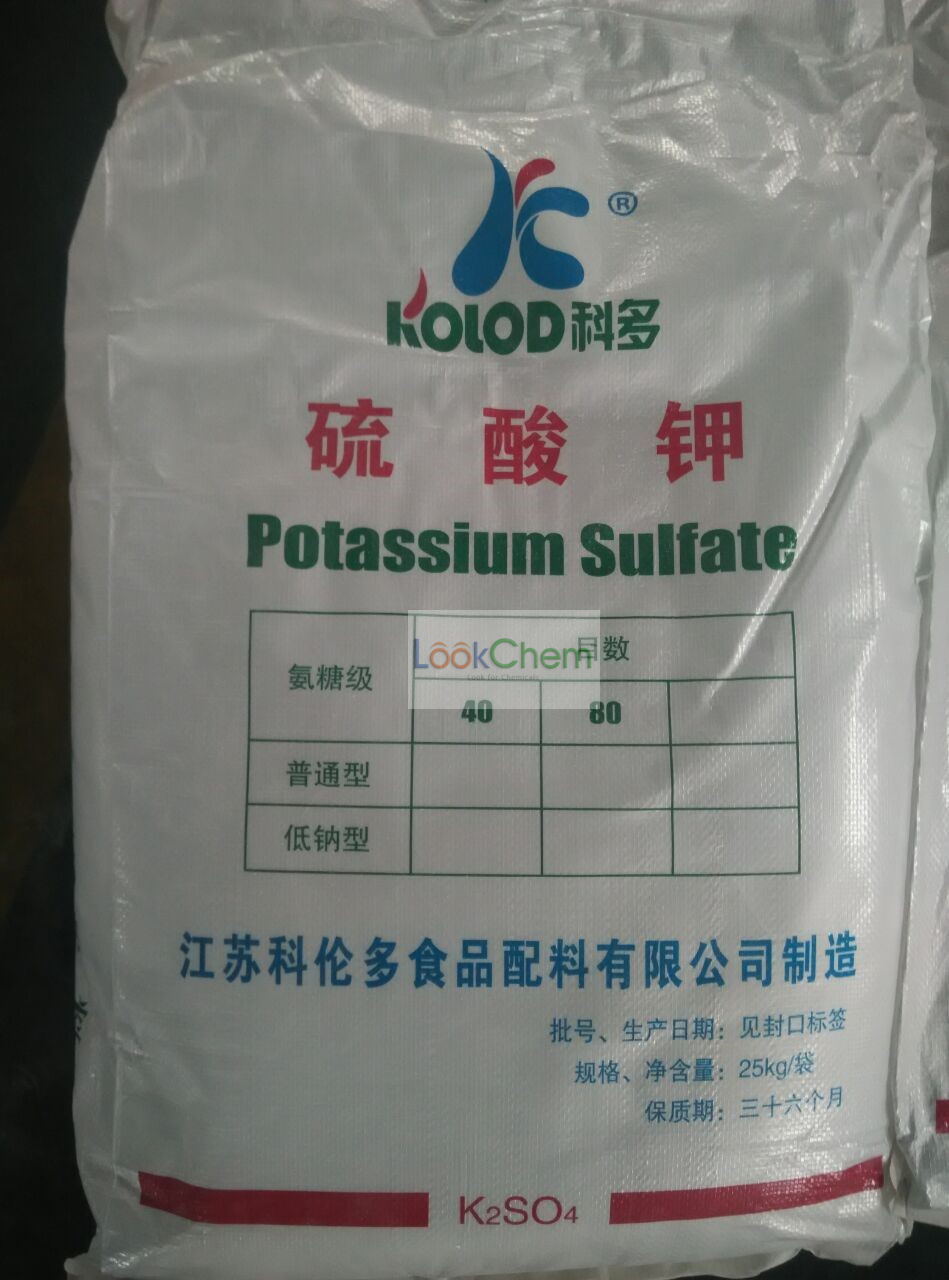 ®
KOLOD科多
硫酸钾
Potassium Sulfate
氨糖级
数
LookChem
Look for Chemicals
40
80
普通型
低钠型
江苏科伦多食品配料有限公司制造
批号、生产日期：见封口标签
规格、净含量：25kg/袋
保质期：三十六个月
K₂SO₄